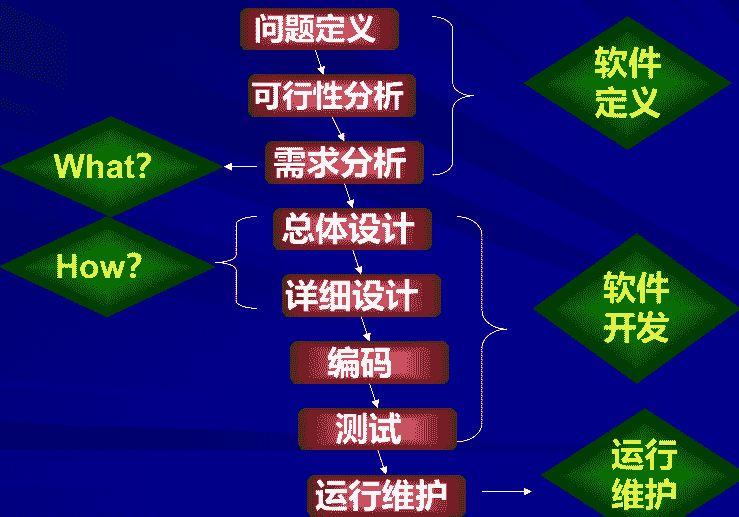 问题定义
可行性分析
软件
定义
What?
需求分析
总体设计
How?
详细设计
软件
开发
编码
测试
运行
维护
运行维护